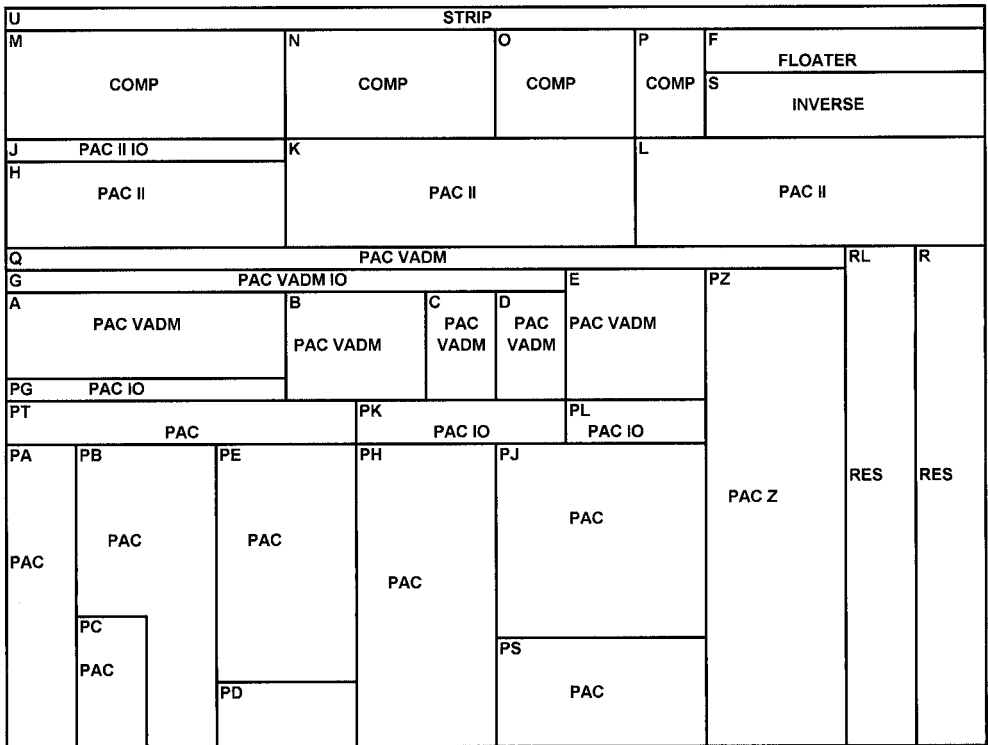 U STRIP
M COMP
N COMP
O COMP
P COMP
F FLOATER
S INVERSE
J PAC II IO
H PAC II
K PAC II
L PAC II
Q PAC VADM
RL RES
R RES
G PAC VADM IO
E PAC VADM
PZ PAC Z
A PAC VADM
B PAC VADM
C PAC
VADM
D PAC
VADM
PG PAC IO
PT PAC
PK PAC IO
PL PAC IO
PA PAC
PB PAC
PE PAC
PH PAC
PJ PAC
PC PAC
PS PAC
PD